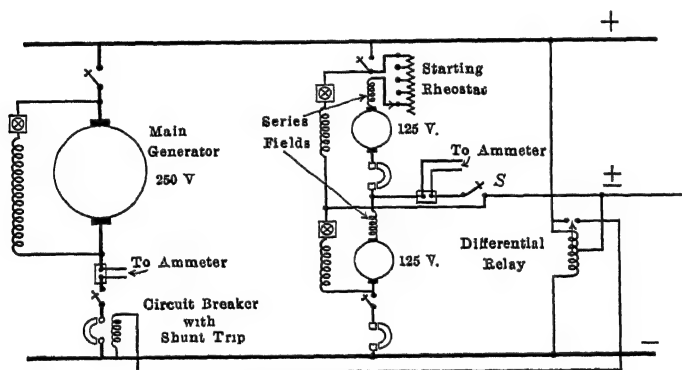 +
Starting
Rheostat
Series
Fields
Main
Generator
250 V
125 V.
To Ammeter
S
±
To Ammeter
125 V.
Differential
Relay
Circuit Breaker
with
Shunt Trip
−